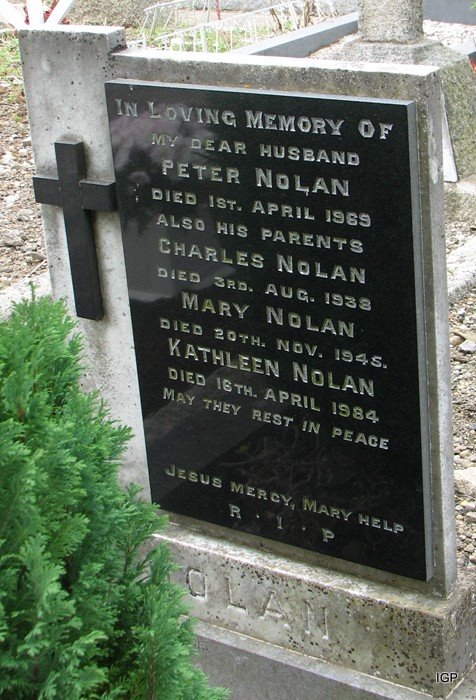 IN LOVING MEMORY OF
MY DEAR HUSBAND
PETER NOLAN
DIED 1ST. APRIL 1969
ALSO HIS PARENTS
CHARLES NOLAN
DIED 3RD. AUG. 1938
MARY NOLAN
DIED 20TH. NOV. 1945.
KATHLEEN NOLAN
DIED 16TH. APRIL 1984
MAY THEY REST IN PEACE
JESUS MERCY, MARY HELP
R.I.P
NOLAN
IGP